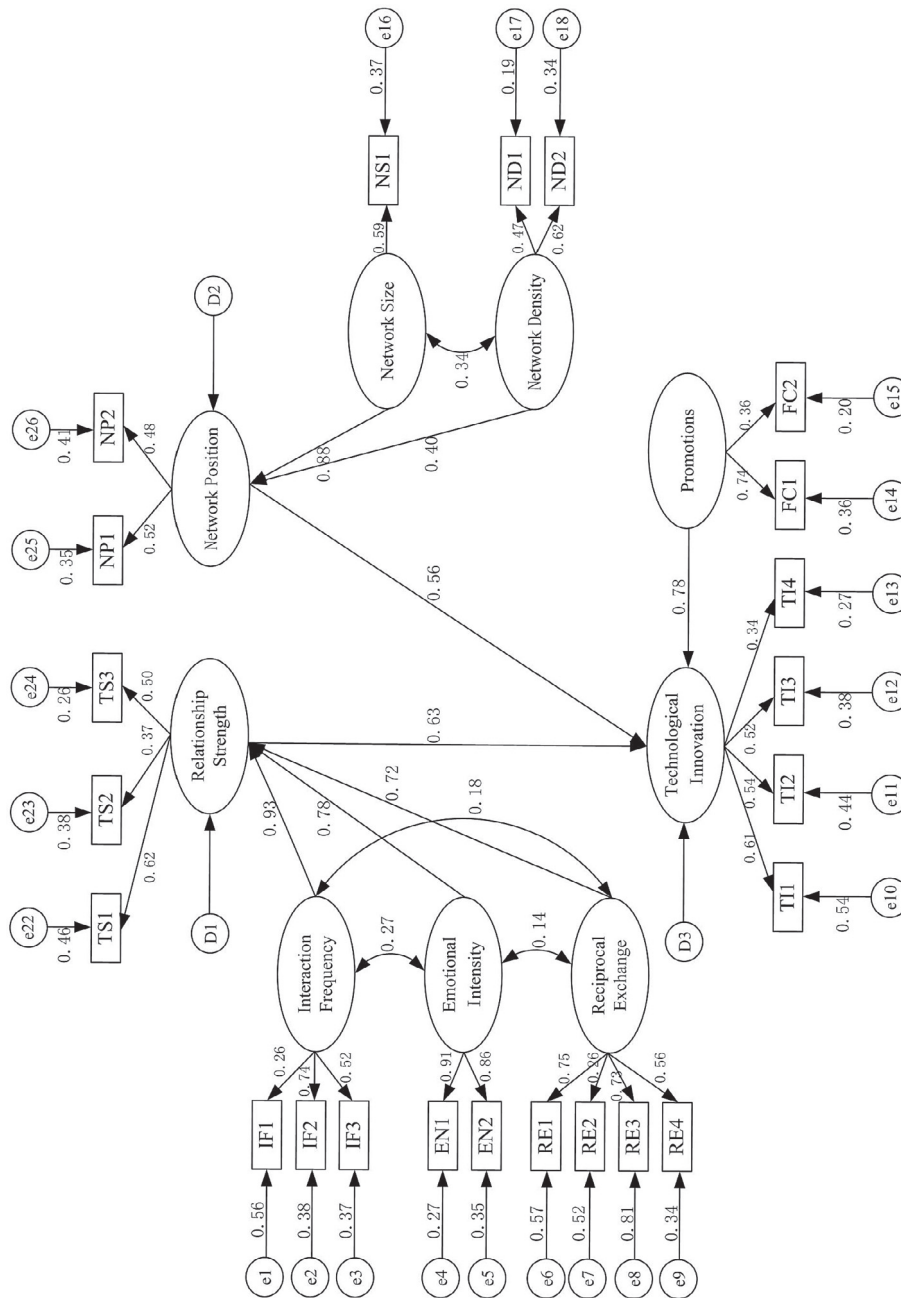 e9
0.34
RE4
0.56
e8
0.81
RE3
0.73
e7
0.52
RE2
0.26
e6
0.57
RE1
0.75
e5
0.35
EN2
0.86
e4
0.27
EN1
0.91
e3
0.37
IF3
0.52
e2
0.38
IF2
0.74
e1
0.56
IF1
0.26
Reciprocal
Exchange
Emotional
Intensity
Interaction
Frequency
0.14
0.27
0.18
0.72
0.78
0.93
D1
Relationship
Strength
e22
0.46
TS1
0.62
e23
0.38
TS2
0.37
e24
0.26
TS3
0.50
0.63
D3
Technological
Innovation
e10
0.54
TI1
0.61
e11
0.44
TI2
0.54
e12
0.38
TI3
0.52
e13
0.27
TI4
0.34
0.56
0.78
Promotions
e14
0.36
FC1
0.74
e15
0.20
FC2
0.36
e25
0.35
NP1
0.52
e26
0.41
NP2
0.48
Network Position
D2
0.88
0.40
Network Size
Network Density
0.34
0.59
NS1
0.37
e16
0.47
ND1
0.19
e17
0.62
ND2
0.34
e18